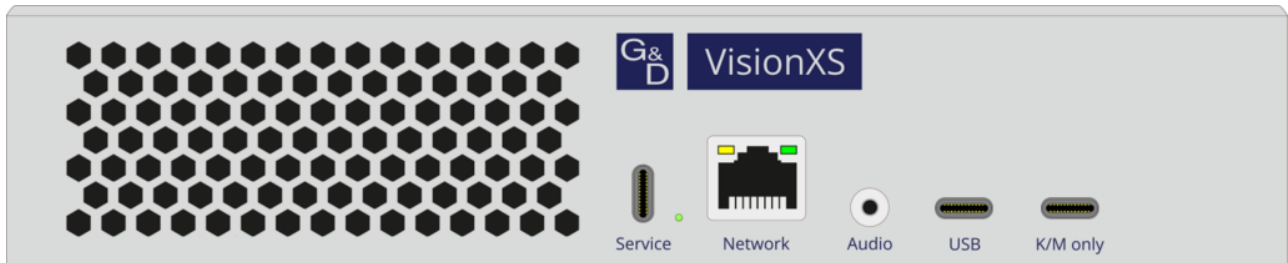 G&D
VisionXS
Service
Network
Audio
USB
K/M only